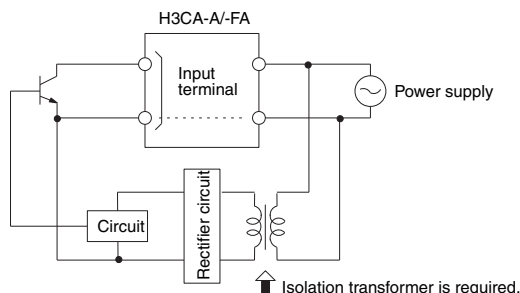 H3CA-A/-FA
Input
terminal
Power supply
Circuit
Rectifier circuit
Isolation transformer is required.